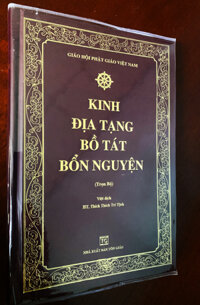 GIÁO HỘI PHẬT GIÁO VIỆT NAM
KINH
ĐỊA TẠNG
BỒ TÁT
BỔN NGUYỆN
(Trọn Bộ)
Việt dịch
HT. Thích Thích Trí Tịnh
NHÀ XUẤT BẢN TÔN GIÁO